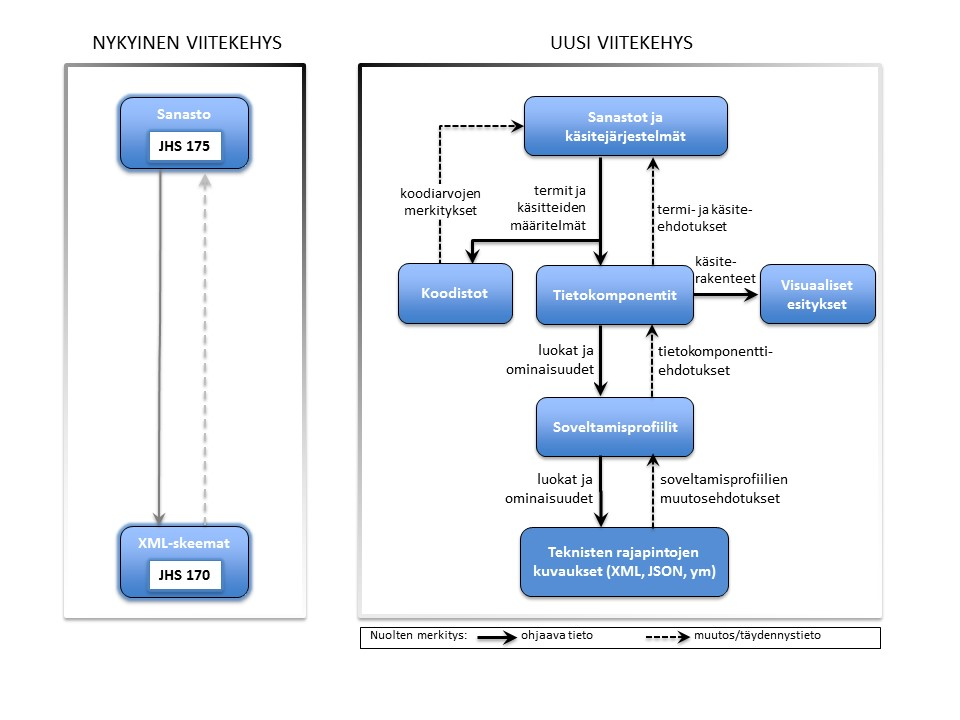 NYKYINEN VIITEKEHYS
Sanasto
JHS 175
XML-skeemat
JHS 170
UUSI VIITEKEHYS
Sanastot ja
käsitejärjestelmät
koodiarvojen
merkitykset
termit ja
käsitteiden
määritelmät
termi- ja käsite-
ehdotukset
Koodistot
Tietokomponentit
käsite-
rakenteet
Visuaaliset
esitykset
luokat ja
ominaisuudet
tietokomponentti-
ehdotukset
Soveltamisprofiilit
luokat ja
ominaisuudet
soveltamisprofiilien
muutosehdotukset
Teknisten rajapintojen
kuvaukset (XML, JSON, ym)
Nuolten merkitys: ohjaava tieto muutos/täydennystieto